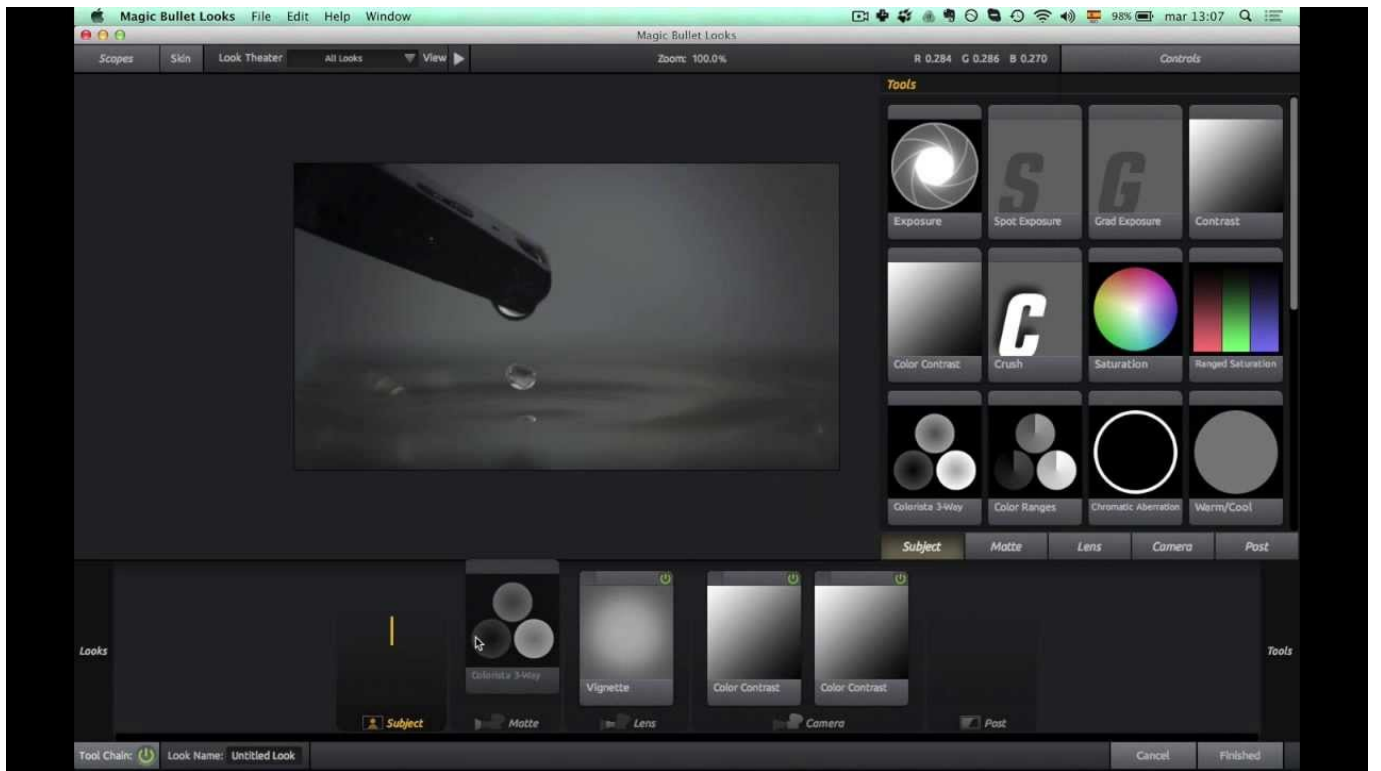 Magic Bullet Looks File Edit Help Window 98% mar 13:07
Magic Bullet Looks
Scopes Skin Look Theater All Looks View Zoom: 100.0% R 0.284 G 0.286 B 0.270 Controls
Tools
S G
Exposure Spot Exposure Grad Exposure Contrast
C
Color Contrast Crush Saturation Ranged Saturation
Colorista 3-Way Color Ranges Chromatic Aberration Warm/Cool
Subject Matte Lens Camera Post
Looks Tools
Colorista 3-Way Vignette Color Contrast Color Contrast
Subject Matte Lens Camera Post
Tool Chain: Look Name: Untitled Look Cancel Finished